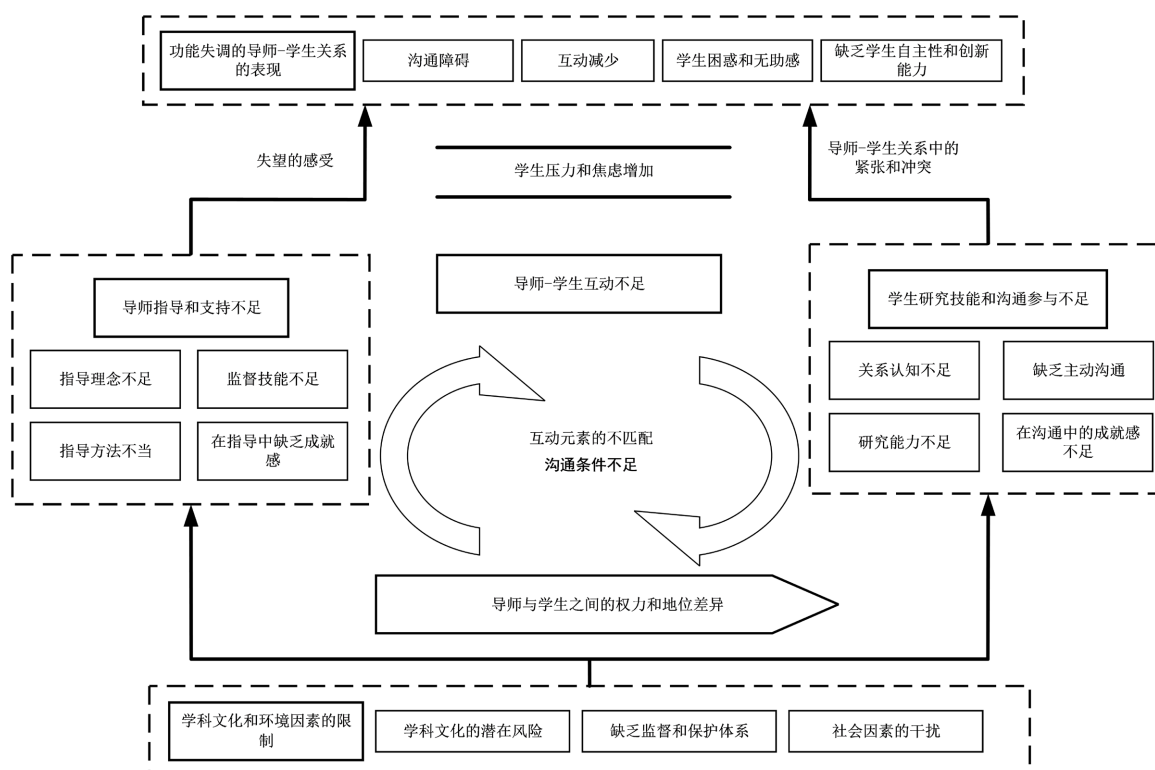 功能失调的导师-学生关系
的表现
沟通障碍
互动减少
学生困惑和无助感
缺乏学生自主性和创新
能力
失望的感受
学生压力和焦虑增加
导师-学生关系中的
紧张和冲突
导师-学生互动不足
导师指导和支持不足
指导理念不足
监督技能不足
指导方法不当
在指导中缺乏成就
感
互动元素的不匹配
沟通条件不足
学生研究技能和沟通参与不足
关系认知不足
缺乏主动沟通
研究能力不足
在沟通中的成就感
不足
导师与学生之间的权力和地位差异
学科文化和环境因素的限
制
学科文化的潜在风险
缺乏监督和保护体系
社会因素的干扰